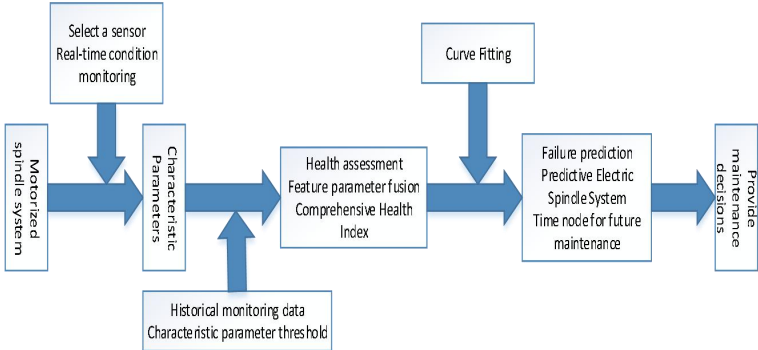 Select a sensor
Real-time condition
monitoring
Curve Fitting
Motorized
spindle system
Characteristic
Parameters
Health assessment
Feature parameter fusion
Comprehensive Health
Index
Failure prediction
Predictive Electric
Spindle System
Time node for future
maintenance
Provide
maintenance
decisions
Historical monitoring data
Characteristic parameter threshold